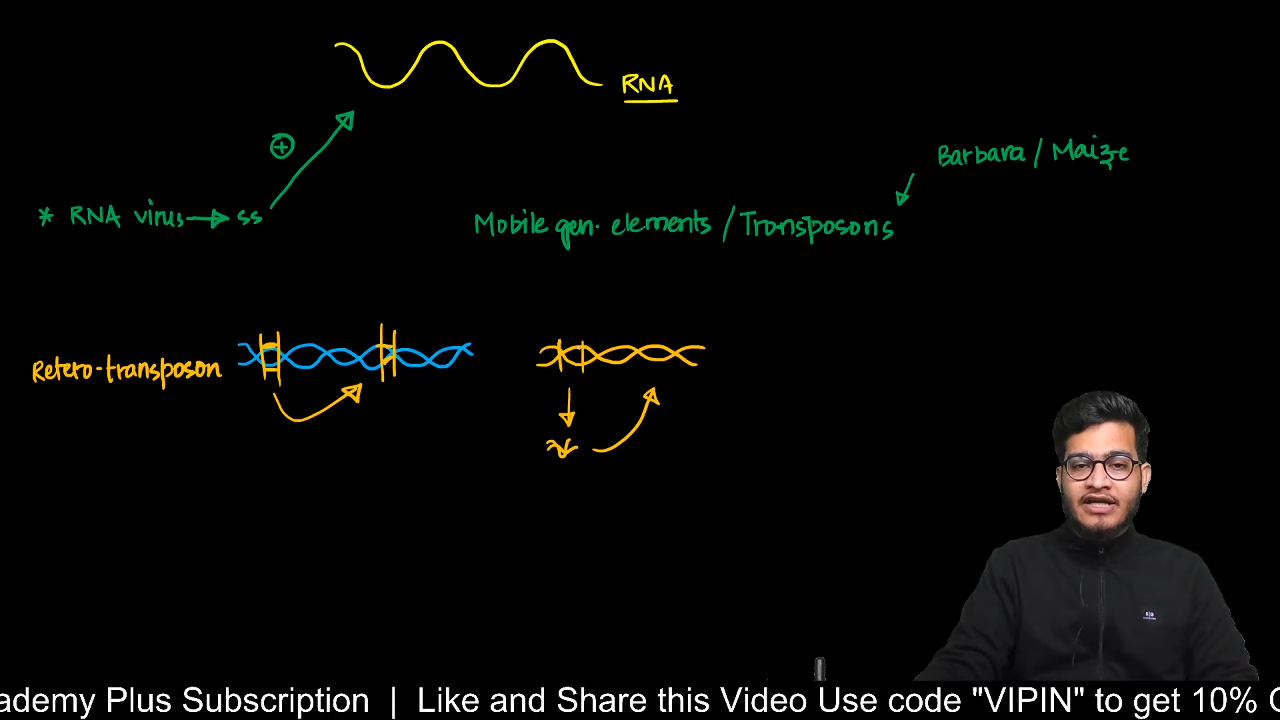 RNA
⊕
Barbara / Maize
* RNA virus → ss
Mobile gen. elements / Transposons
Retero-transposon
ademy Plus Subscription | Like and Share this Video Use code "VIPIN" to get 10% O